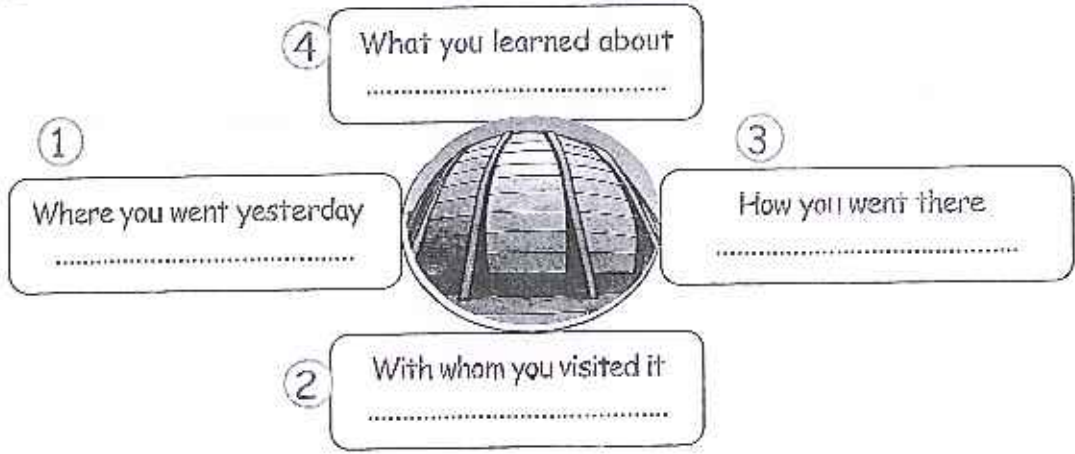 4
What you learned about
1
Where you went yesterday
3
How you went there
2
With whom you visited it